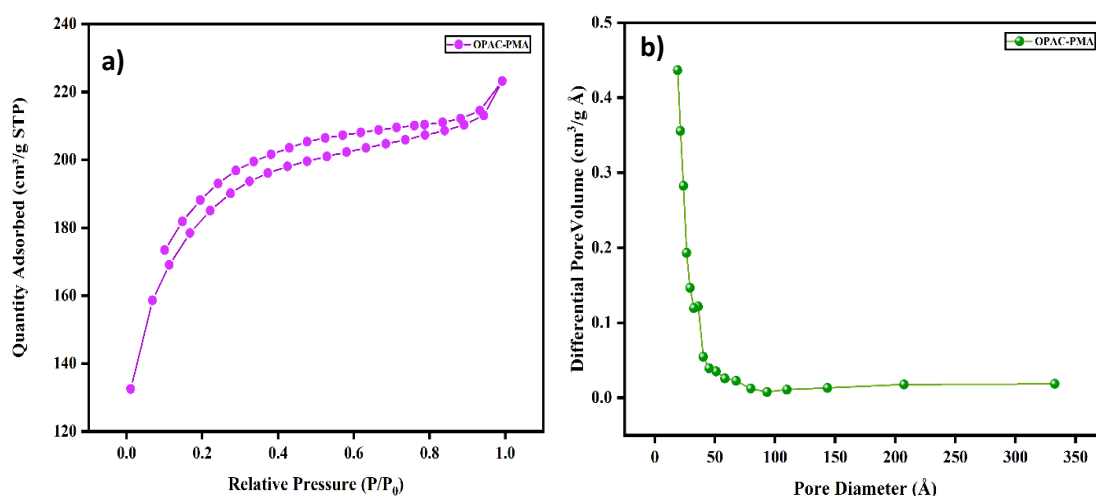 a)
OPAC-PMA
240
220
200
180
160
140
120
0.0 0.2 0.4 0.6 0.8 1.0
Quantity Adsorbed (cm³/g STP)
Relative Pressure (P/P₀)
b)
OPAC-PMA
0.5
0.4
0.3
0.2
0.1
0.0
0 50 100 150 200 250 300 350
Differential PoreVolume (cm³/g Å)
Pore Diameter (Å)